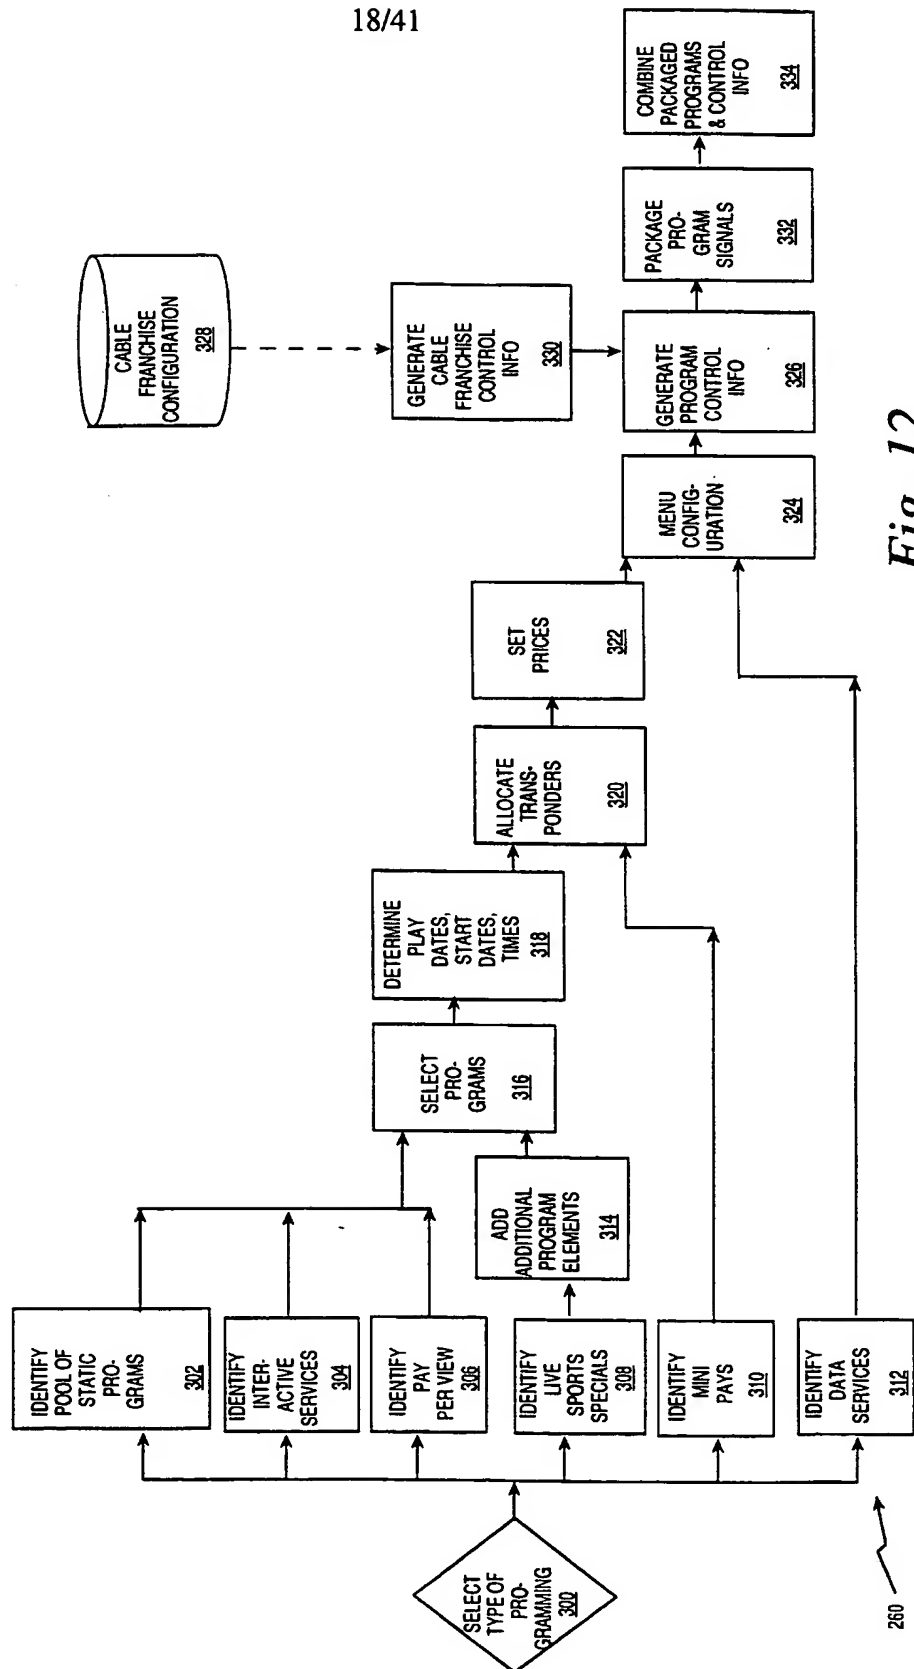 18/41
SELECT
TYPE OF
PRO-
GRAMMING
300
IDENTIFY
POOL OF
STATIC
PRO-
GRAMS
302
IDENTIFY
INTER-
ACTIVE
SERVICES
304
IDENTIFY
PAY
PER VIEW
306
IDENTIFY
LIVE
SPORTS
SPECIALS
308
IDENTIFY
MINI
PAYS
310
IDENTIFY
DATA
SERVICES
312
ADD
ADDITIONAL
PROGRAM
ELEMENTS
314
SELECT
PRO-
GRAMS
316
DETERMINE
PLAY
DATES,
START
DATES,
TIMES
318
ALLOCATE
TRANS-
PONDERS
320
SET
PRICES
322
MENU
CONFIG-
URATION
324
CABLE
FRANCHISE
CONFIGURATION
328
GENERATE
CABLE
FRANCHISE
CONTROL
INFO
330
GENERATE
PROGRAM
CONTROL
INFO
326
PACKAGE
PRO-
GRAM
SIGNALS
332
COMBINE
PACKAGED
PROGRAMS
& CONTROL
INFO
334
260
Fig. 12